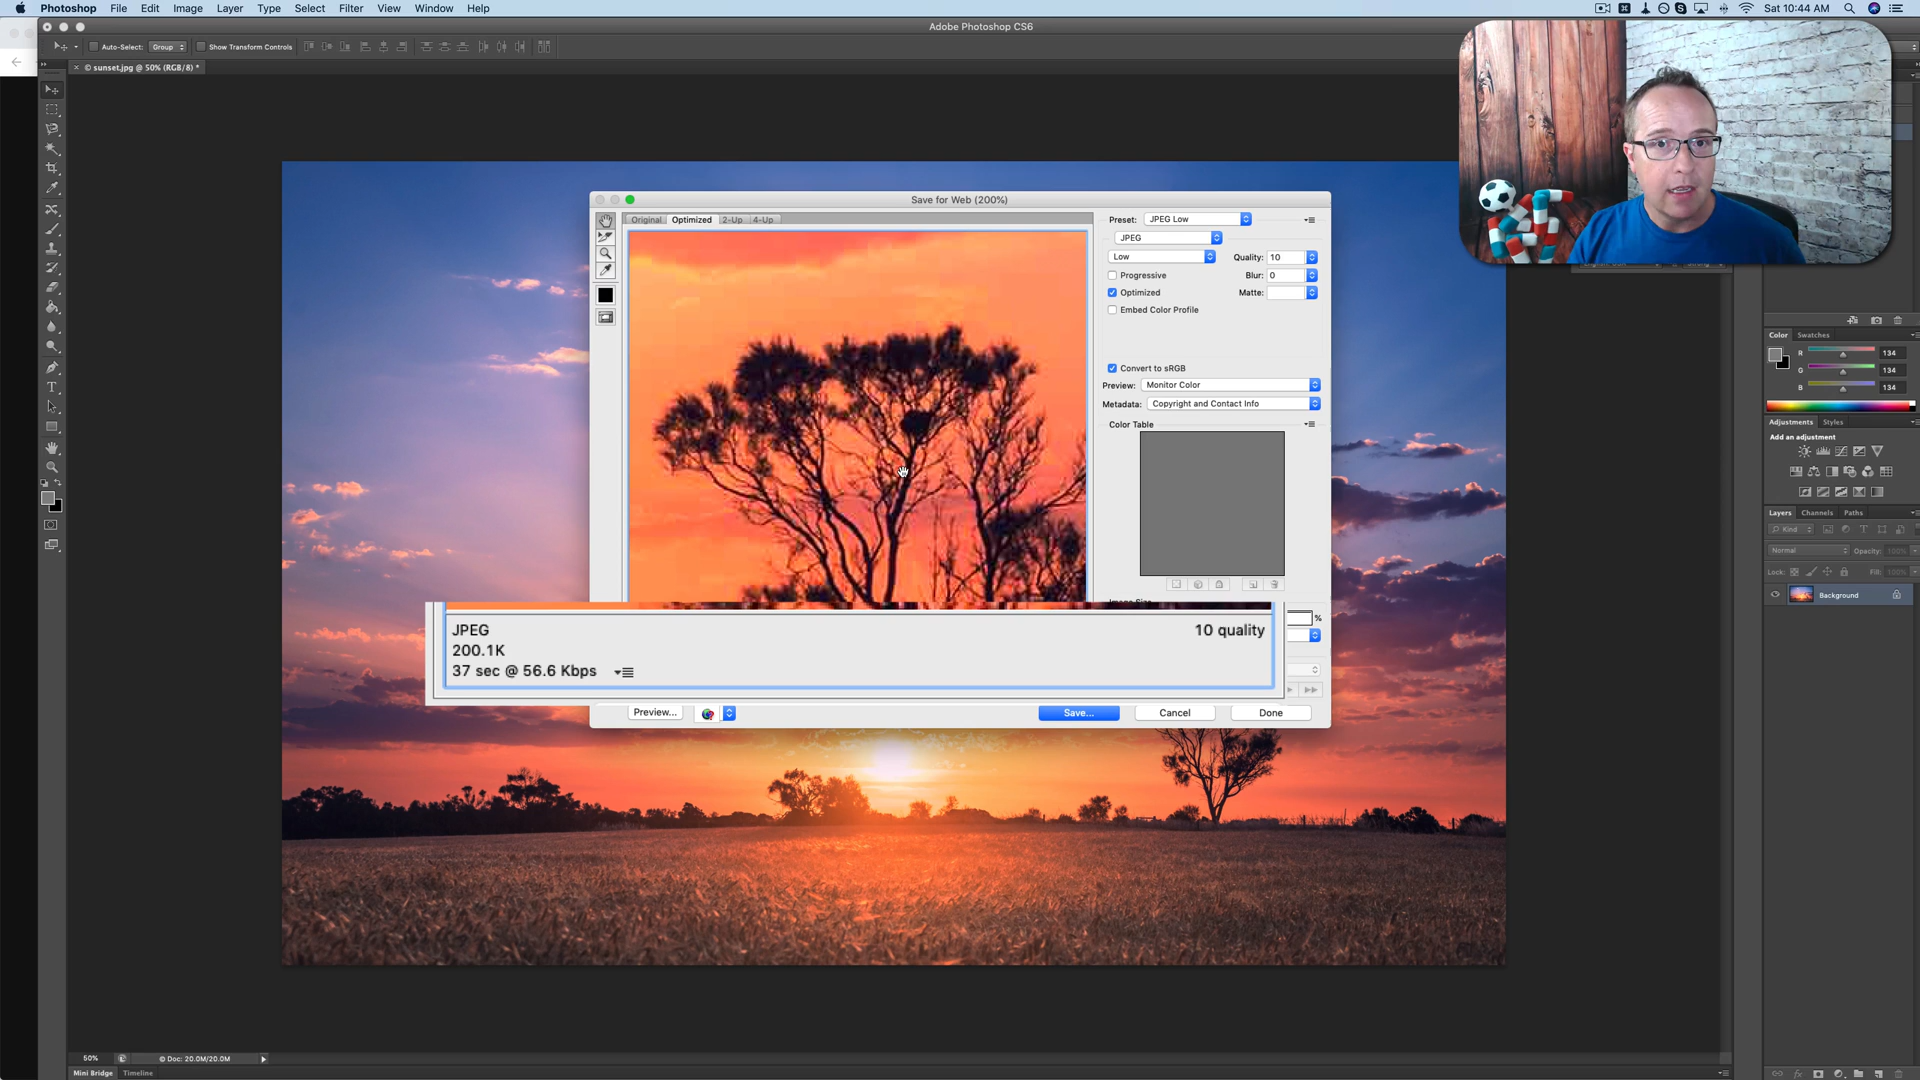 Photoshop File Edit Image Layer Type Select Filter View Window Help
Sat 10:44 AM
Adobe Photoshop CS6
Auto-Select: Group Show Transform Controls
× © sunset.jpg @ 50% (RGB/8) *
Save for Web (200%)
Original Optimized 2-Up 4-Up
Preset: JPEG Low
JPEG
Low Quality: 10
Progressive Blur: 0
Optimized Matte:
Embed Color Profile
Convert to sRGB
Preview: Monitor Color
Metadata: Copyright and Contact Info
Color Table
%
JPEG 10 quality
200.1K
37 sec @ 56.6 Kbps
Preview... Save... Cancel Done
Color Swatches
R 134
G 134
B 134
Adjustments Styles
Add an adjustment
Layers Channels Paths
Kind
Normal Opacity: 100%
Lock: Fill: 100%
Background
50% © Doc: 20.0M/20.0M
Mini Bridge Timeline